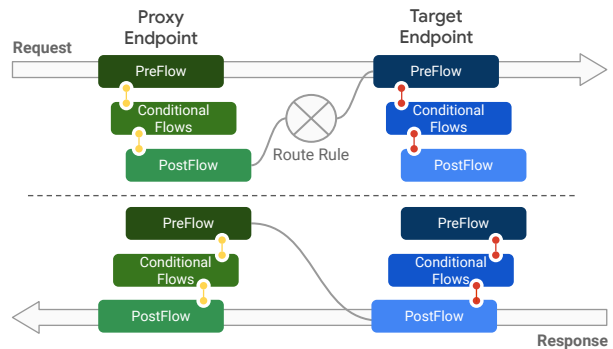 Proxy
Endpoint
Target
Endpoint
Request
PreFlow
PreFlow
Conditional
Flows
Conditional
Flows
Route Rule
PostFlow
PostFlow
PreFlow
PreFlow
Conditional
Flows
Conditional
Flows
PostFlow
PostFlow
Response